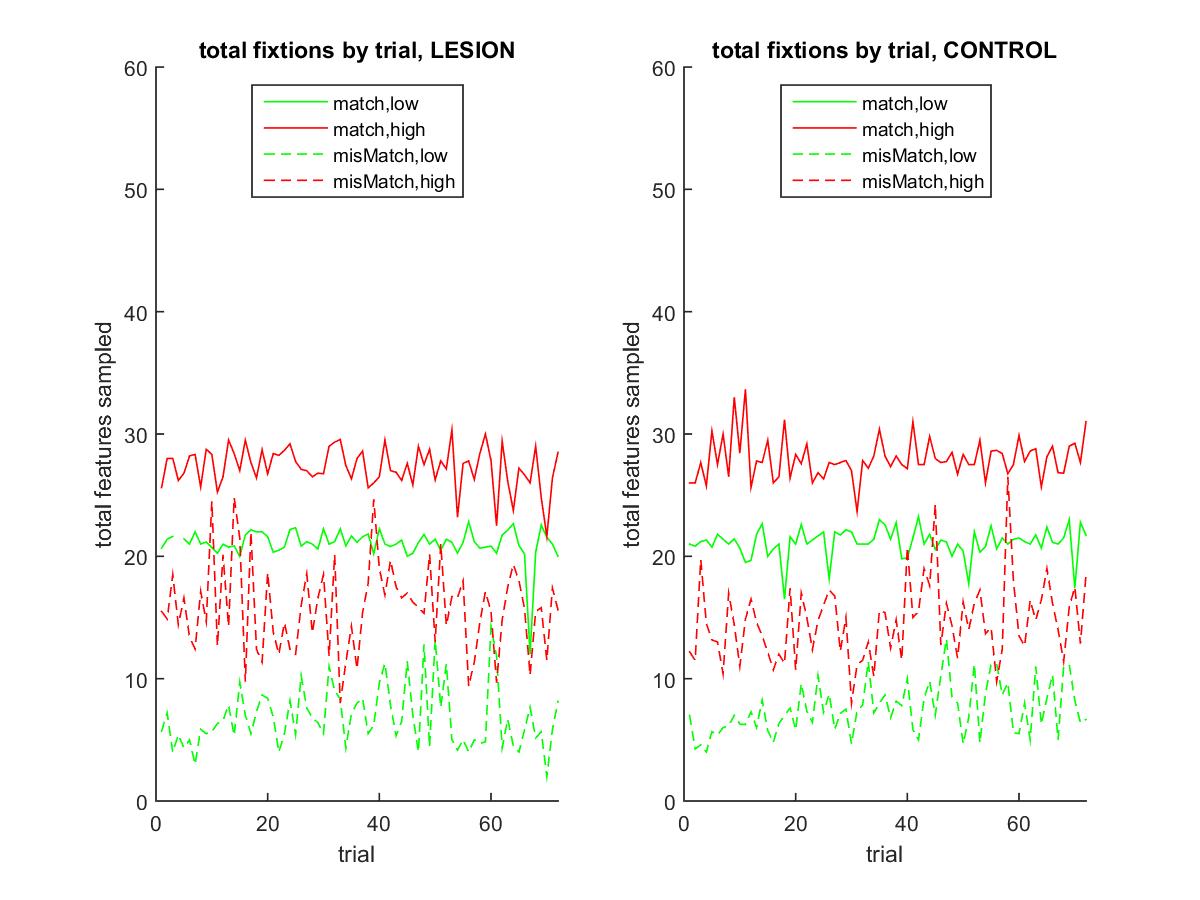 total fixtions by trial, LESION
match,low
match,high
misMatch,low
misMatch,high
total features sampled
60
50
40
30
20
10
0
0 20 40 60
trial
total fixtions by trial, CONTROL
match,low
match,high
misMatch,low
misMatch,high
total features sampled
60
50
40
30
20
10
0
0 20 40 60
trial